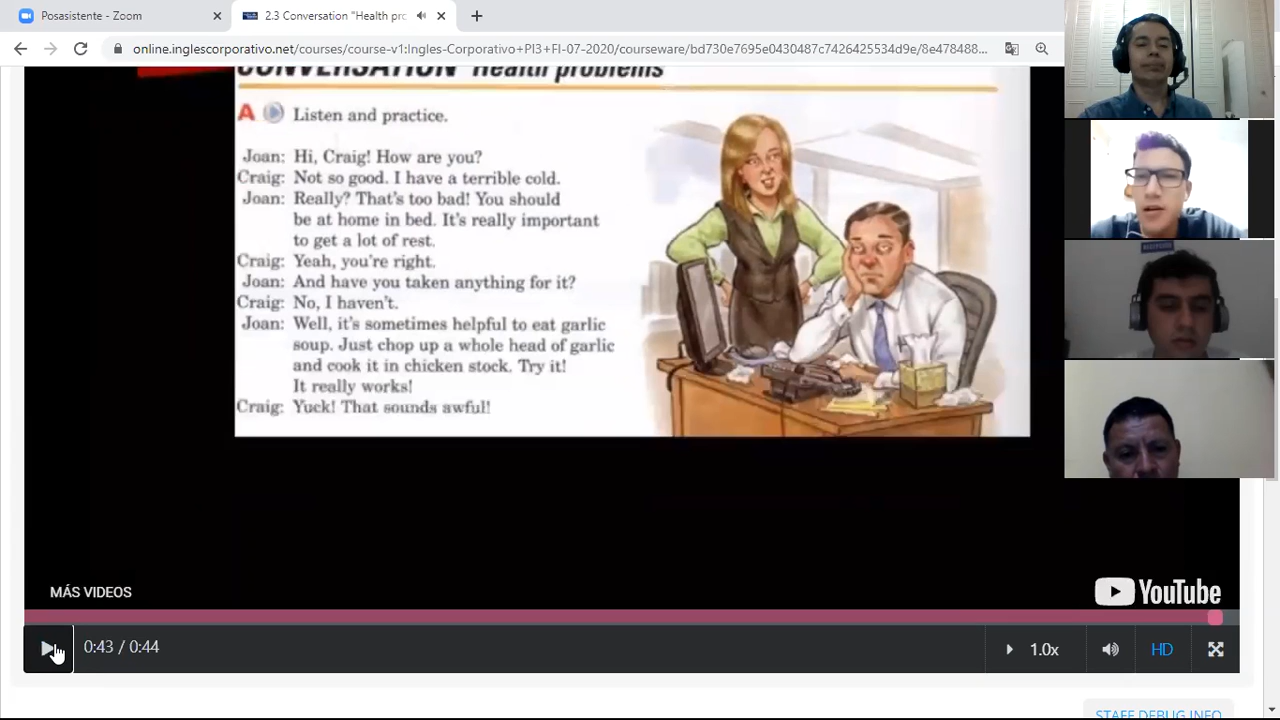 Posasistente - Zoom
2.3 Conversation "Health pro
online.inglescorporativo.net/courses/course-v1:Ingles-Corporativo+PI3+FI-07-2020/courseware/bd730e7695e0430487c7426425534d9e/8e478488...
CONVERSATION Health problems
A Listen and practice.
Joan: Hi, Craig! How are you?
Craig: Not so good. I have a terrible cold.
Joan: Really? That's too bad! You should
be at home in bed. It's really important
to get a lot of rest.
Craig: Yeah, you're right.
Joan: And have you taken anything for it?
Craig: No, I haven't.
Joan: Well, it's sometimes helpful to eat garlic
soup. Just chop up a whole head of garlic
and cook it in chicken stock. Try it!
It really works!
Craig: Yuck! That sounds awful!
MÁS VIDEOS
YouTube
0:43 / 0:44
1.0x
HD
STAFF DEBUG INFO